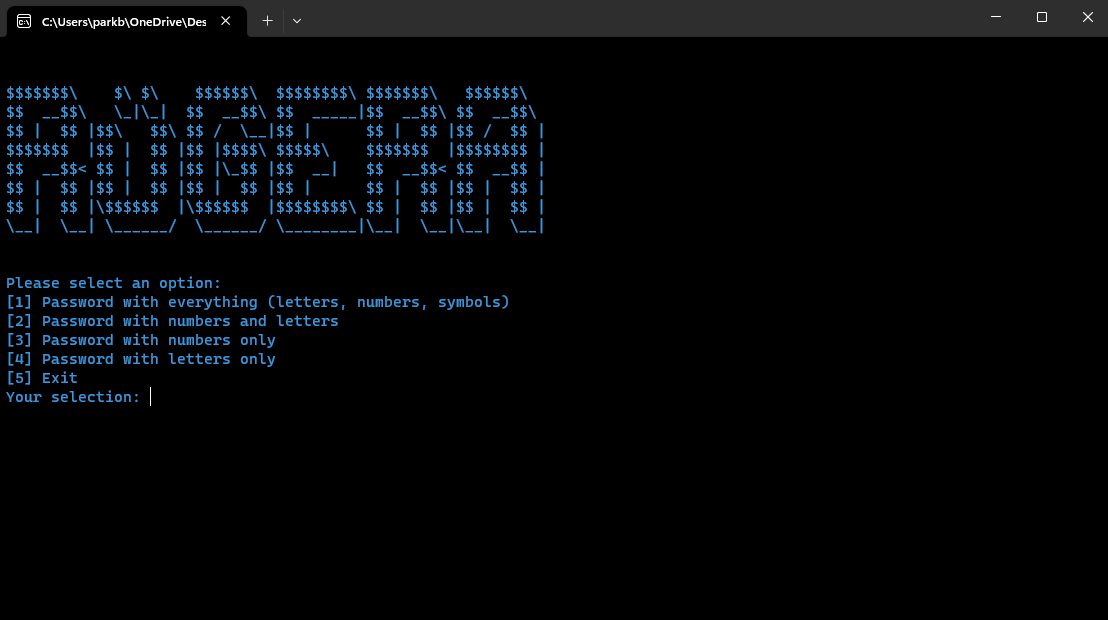 C:\Users\parkb\OneDrive\Des
$$$$$$$\    $\ $\    $$$$$$\  $$$$$$$$\ $$$$$$$\   $$$$$$\
$$  __$$\   \_|\_|  $$  __$$\ $$  _____|$$  __$$\ $$  __$$\
$$ |  $$ |$$\   $$\ $$ /  \__|$$ |      $$ |  $$ |$$ /  $$ |
$$$$$$$  |$$ |  $$ |$$ |$$$$\ $$$$$\    $$$$$$$  |$$$$$$$$ |
$$  __$$< $$ |  $$ |$$ |\_$$ |$$  __|   $$  __$$< $$  __$$ |
$$ |  $$ |$$ |  $$ |$$ |  $$ |$$ |      $$ |  $$ |$$ |  $$ |
$$ |  $$ |\$$$$$$  |\$$$$$$  |$$$$$$$$\ $$ |  $$ |$$ |  $$ |
\__|  \__| \______/  \______/ \________|\__|  \__|\__|  \__|
Please select an option:
[1] Password with everything (letters, numbers, symbols)
[2] Password with numbers and letters
[3] Password with numbers only
[4] Password with letters only
[5] Exit
Your selection: